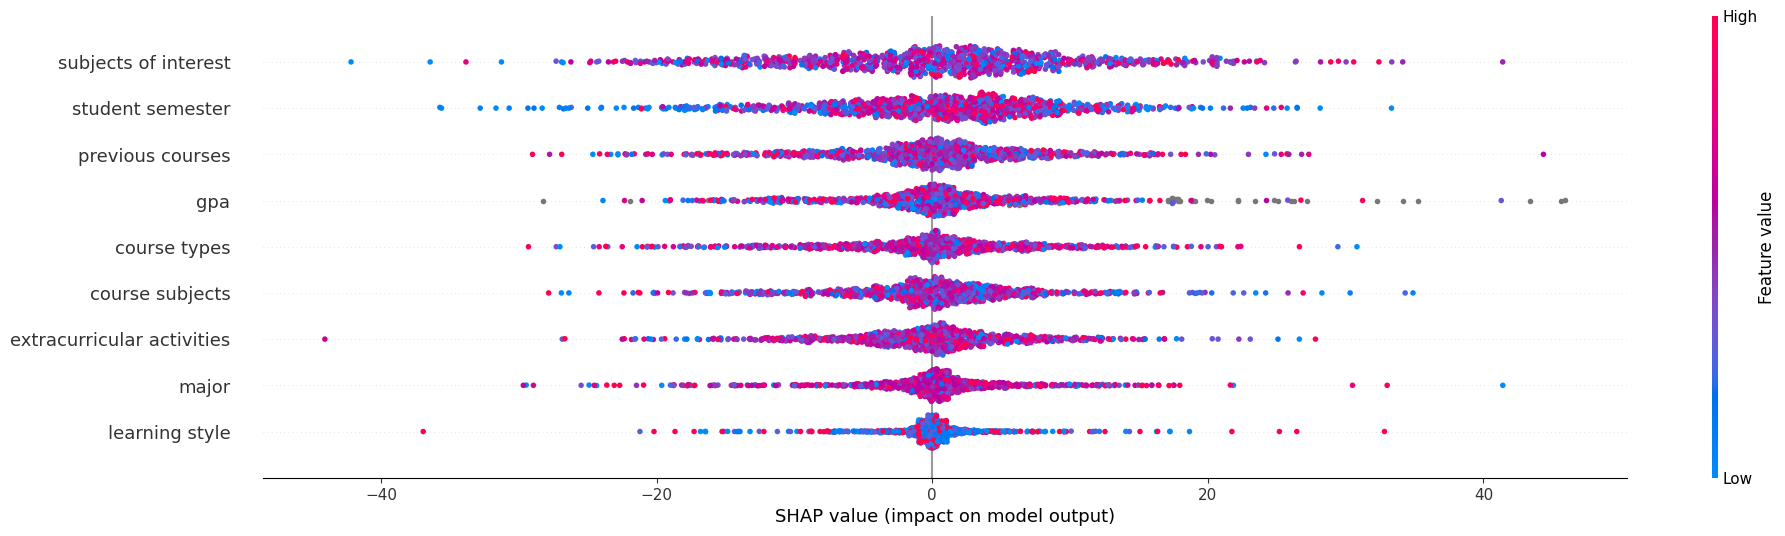 subjects of interest
student semester
previous courses
gpa
course types
course subjects
extracurricular activities
major
learning style
−40 −20 0 20 40
SHAP value (impact on model output)
High
Feature value
Low